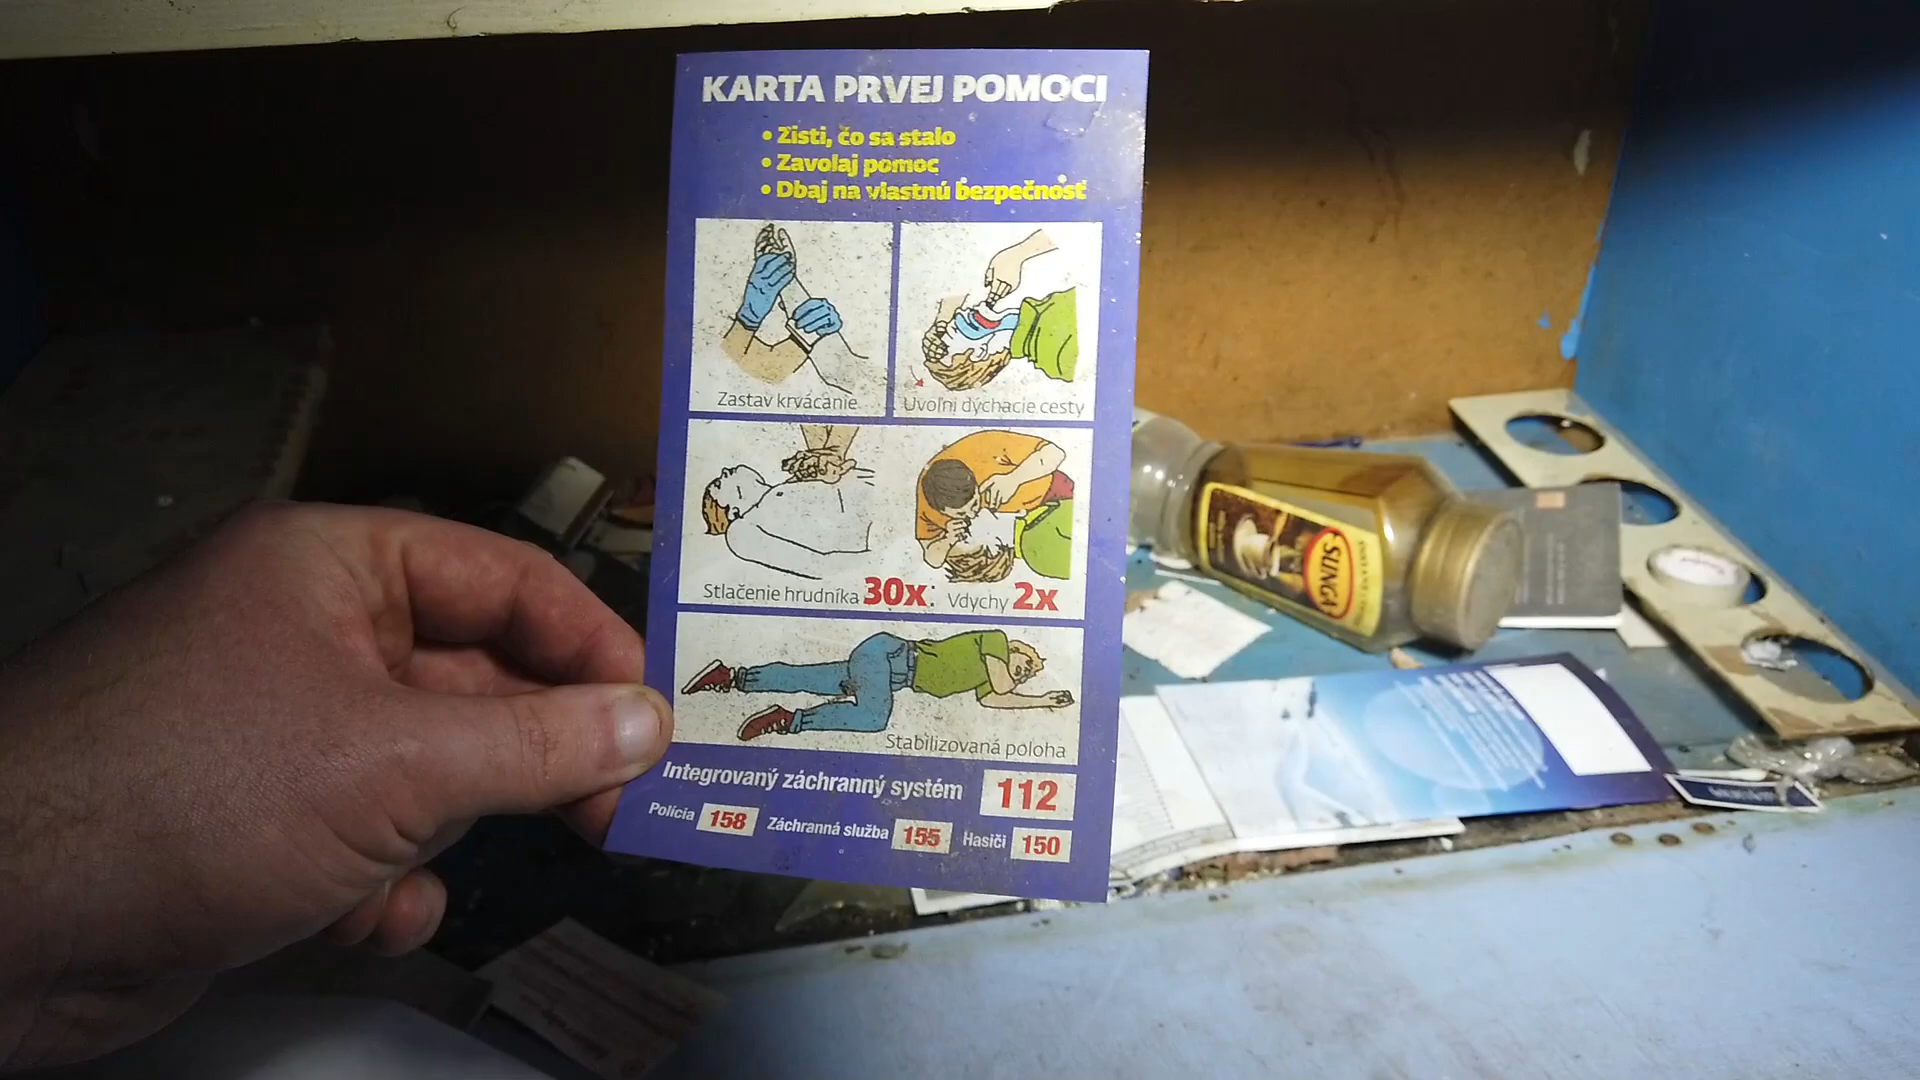 KARTA PRVEJ POMOCI
• Zisti, čo sa stalo
• Zavolaj pomoc
• Dbaj na vlastnú bezpečnosť
Zastav krvácanie
Uvoľni dýchacie cesty
Stlačenie hrudníka 30x: Vdychy 2x
Stabilizovaná poloha
Integrovaný záchranný systém 112
Polícia 158 Záchranná služba 155 Hasiči 150
SUNGA